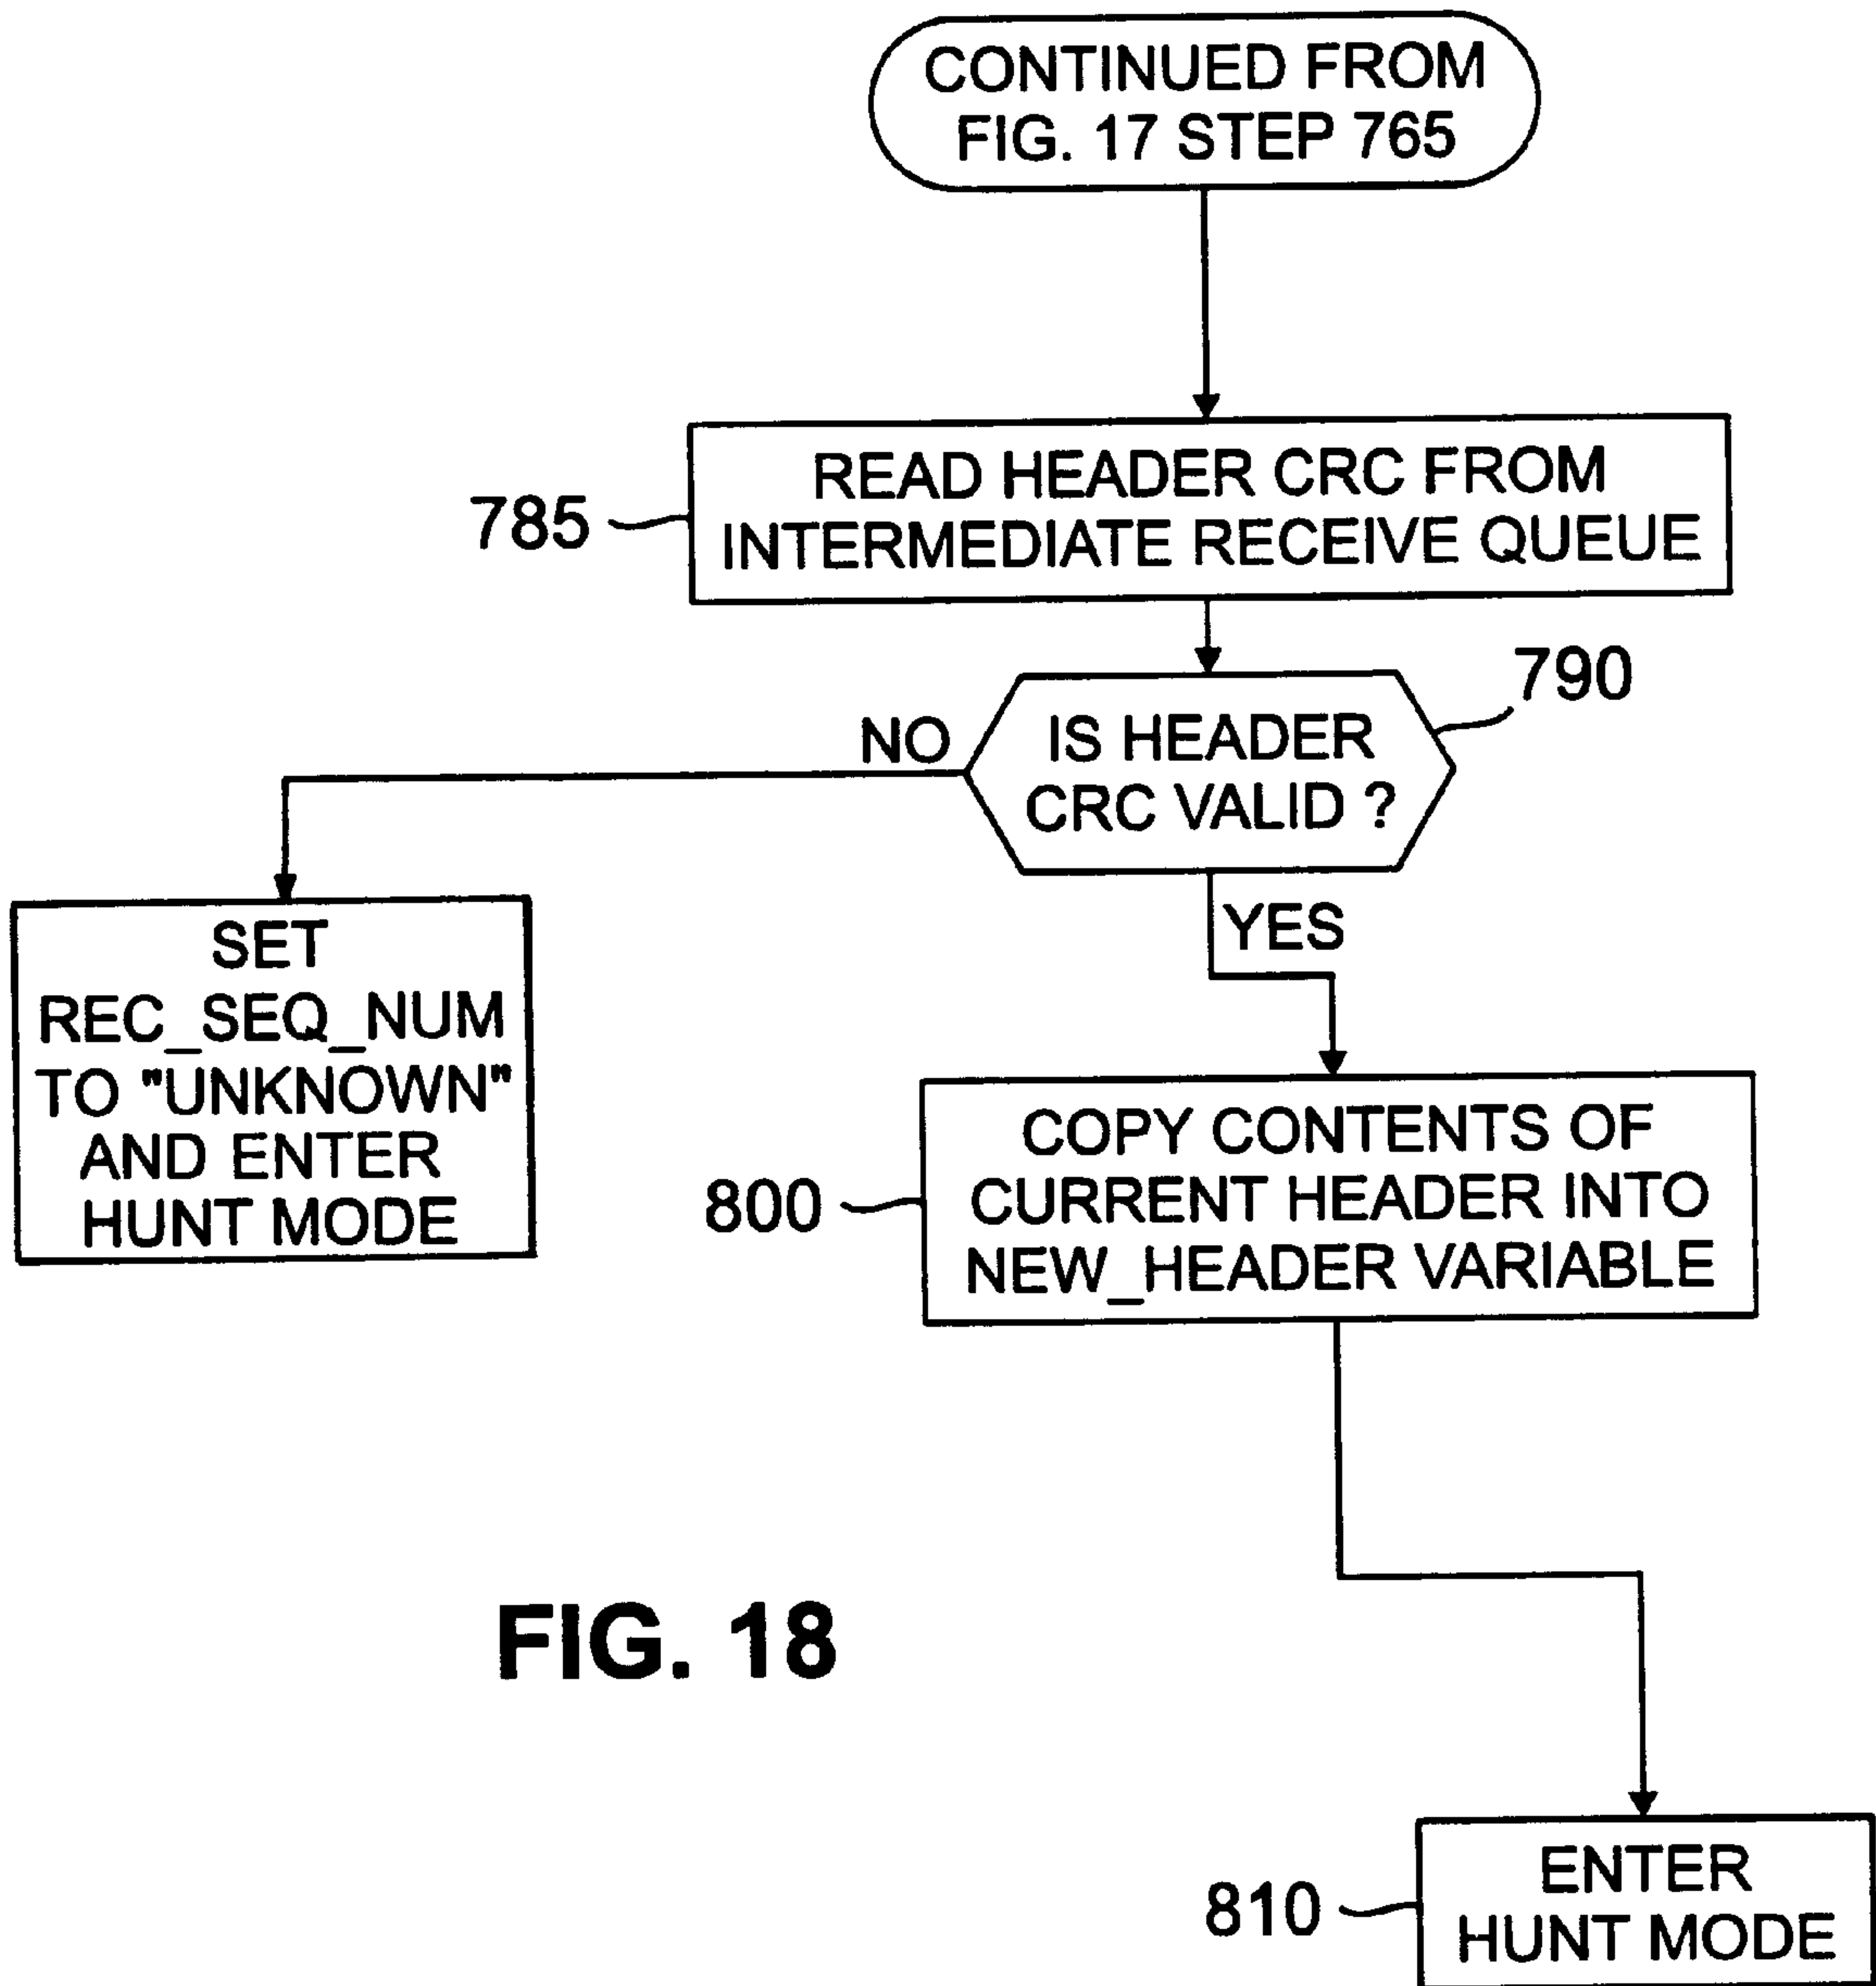 CONTINUED FROM
FIG. 17 STEP 765
785
READ HEADER CRC FROM
INTERMEDIATE RECEIVE QUEUE
790
NO
IS HEADER
CRC VALID ?
YES
SET
REC_SEQ_NUM
TO "UNKNOWN"
AND ENTER
HUNT MODE
800
COPY CONTENTS OF
CURRENT HEADER INTO
NEW_HEADER VARIABLE
FIG. 18
810
ENTER
HUNT MODE